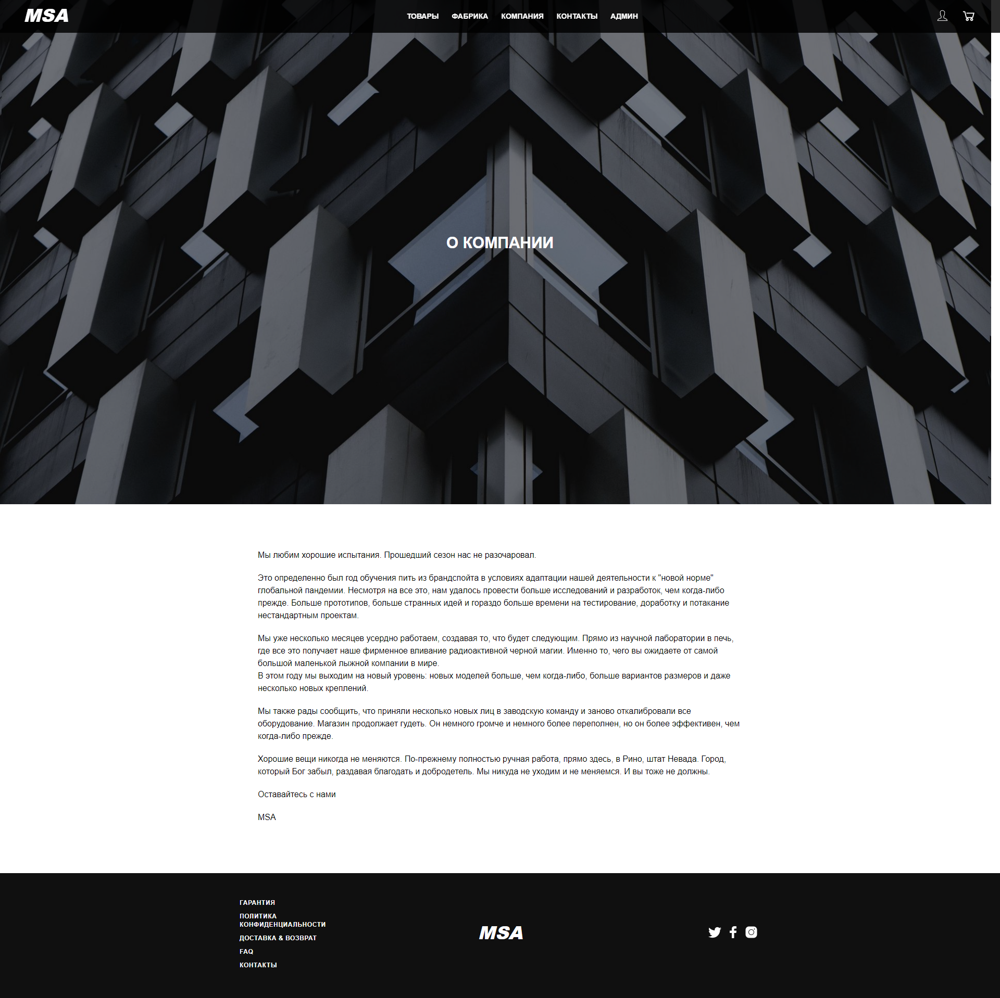 MSA
ТОВАРЫ ФАБРИКА КОМПАНИЯ КОНТАКТЫ АДМИН
О КОМПАНИИ
Мы любим хорошие испытания. Прошедший сезон нас не разочаровал.
Это определенно был год обучения пить из брандспойта в условиях адаптации нашей деятельности к "новой норме"
глобальной пандемии. Несмотря на все это, нам удалось провести больше исследований и разработок, чем когда-либо
прежде. Больше прототипов, больше странных идей и гораздо больше времени на тестирование, доработку и потакание
нестандартным проектам.
Мы уже несколько месяцев усердно работаем, создавая то, что будет следующим. Прямо из научной лаборатории в печь,
где все это получает наше фирменное вливание радиоактивной черной магии. Именно то, чего вы ожидаете от самой
большой маленькой лыжной компании в мире.
В этом году мы выходим на новый уровень: новых моделей больше, чем когда-либо, больше вариантов размеров и даже
несколько новых креплений.
Мы также рады сообщить, что приняли несколько новых лиц в заводскую команду и заново откалибровали все
оборудование. Магазин продолжает гудеть. Он немного громче и немного более переполнен, но он более эффективен, чем
когда-либо прежде.
Хорошие вещи никогда не меняются. По-прежнему полностью ручная работа, прямо здесь, в Рино, штат Невада. Город,
который Бог забыл, раздавая благодать и добродетель. Мы никуда не уходим и не меняемся. И вы тоже не должны.
Оставайтесь с нами
MSA
ГАРАНТИЯ
ПОЛИТИКА
КОНФИДЕНЦИАЛЬНОСТИ
ДОСТАВКА & ВОЗВРАТ
FAQ
КОНТАКТЫ
MSA